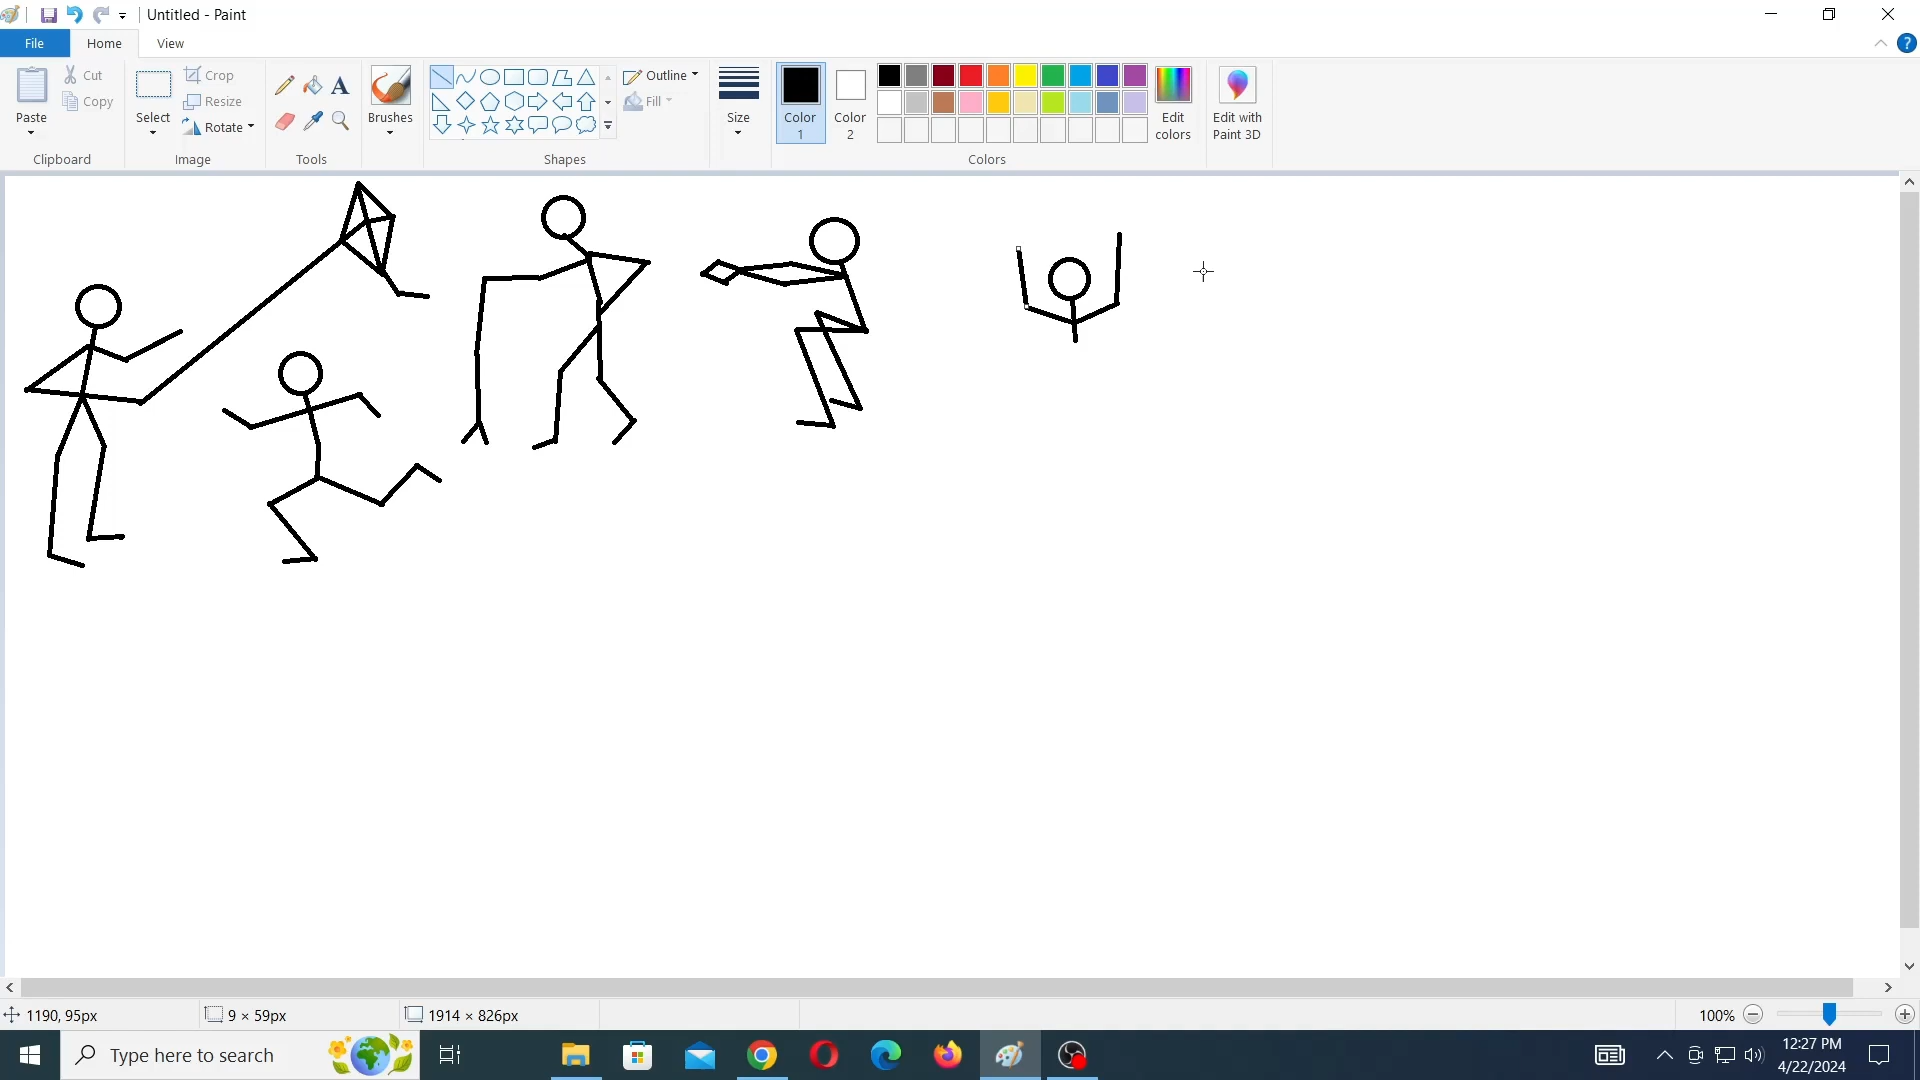 Untitled - Paint
File
Home
View
Paste
Cut
Copy
Clipboard
Select
Crop
Resize
Rotate
Image
A
Tools
Brushes
Shapes
Outline
Fill
Size
Color
1
Color
2
Colors
Edit
colors
Edit with
Paint 3D
?
1190, 95px
9 × 59px
1914 × 826px
100%
Type here to search
12:27 PM
4/22/2024